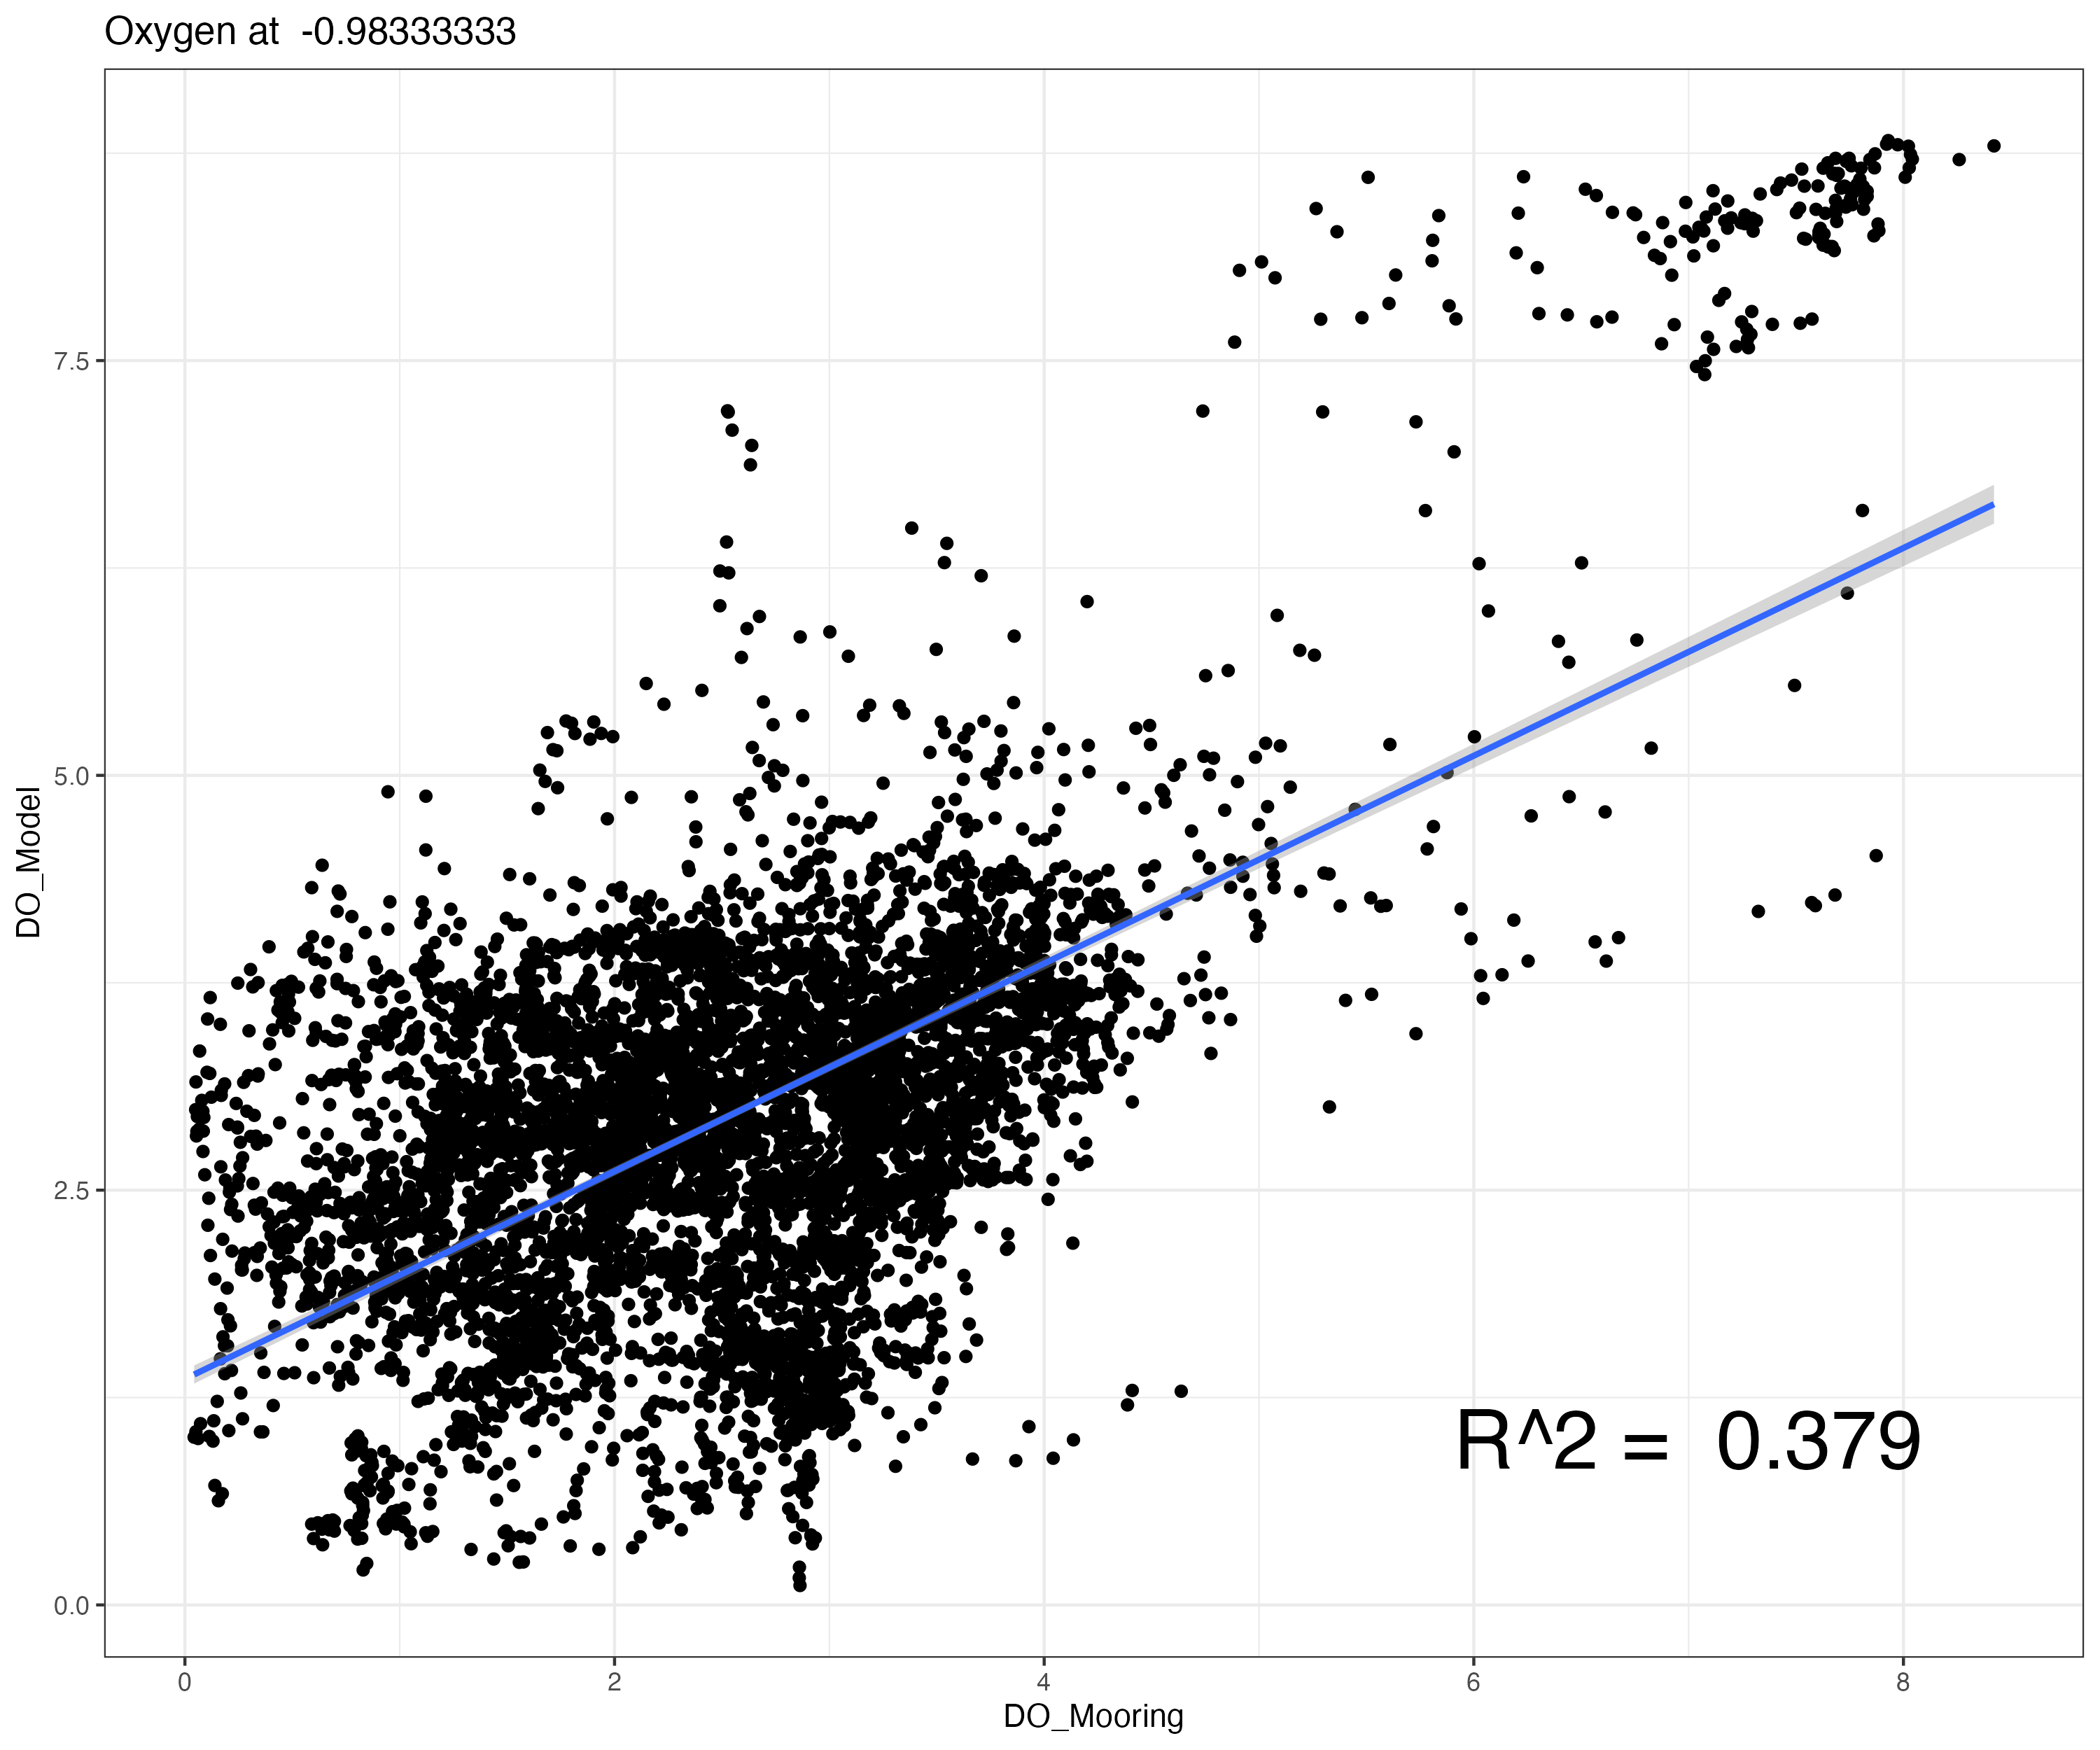 Oxygen at  -0.98333333
DO_Model
7.5
5.0
2.5
0.0
R^2 =  0.379
0
2
4
6
8
DO_Mooring